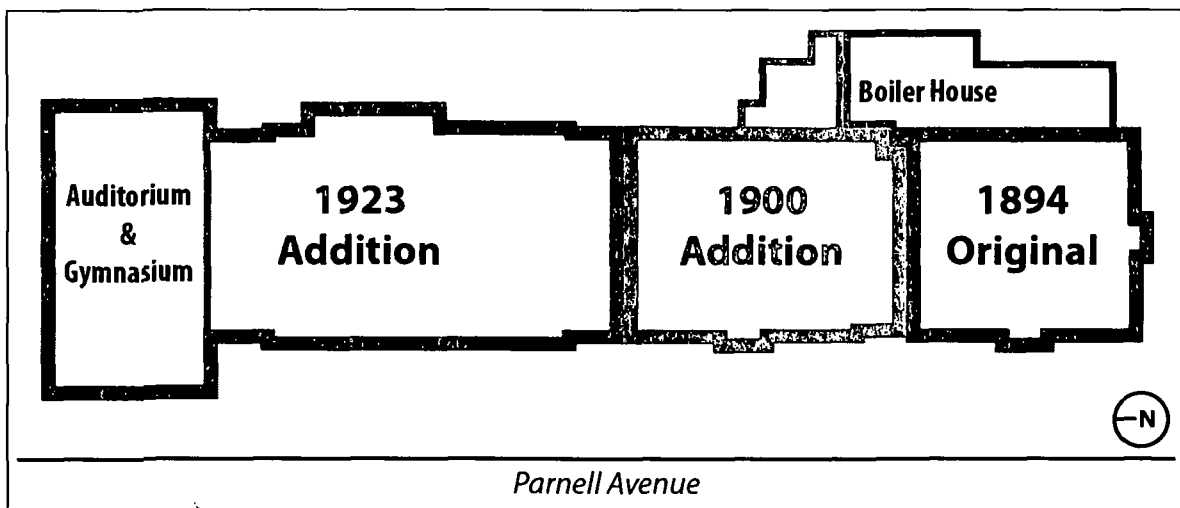 Boiler House
Auditorium
&
Gymnasium
1923
Addition
1900
Addition
1894
Original
N
Parnell Avenue